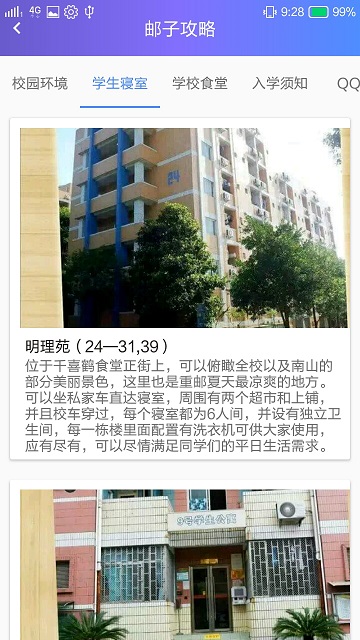 4G 9:28 99%
邮子攻略
校园环境 学生寝室 学校食堂 入学须知 QQ
24
明理苑（24—31,39）
位于千喜鹤食堂正街上，可以俯瞰全校以及南山的
部分美丽景色，这里也是重邮夏天最凉爽的地方。
可以坐私家车直达寝室，周围有两个超市和上铺，
并且校车穿过，每个寝室都为6人间，并设有独立卫
生间，每一栋楼里面配置有洗衣机可供大家使用，
应有尽有，可以尽情满足同学们的平日生活需求。
9号学生公寓